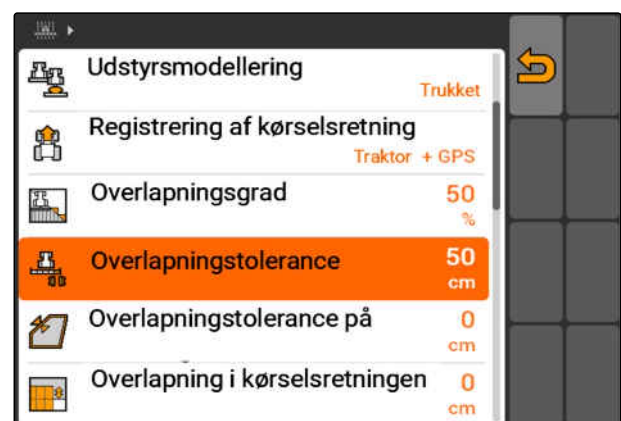 Udstyrsmodellering
Trukket
Registrering af kørselsretning
Traktor + GPS
Overlapningsgrad
50
%
Overlapningstolerance
50
cm
Overlapningstolerance på
0
cm
Overlapning i kørselsretningen
0
cm